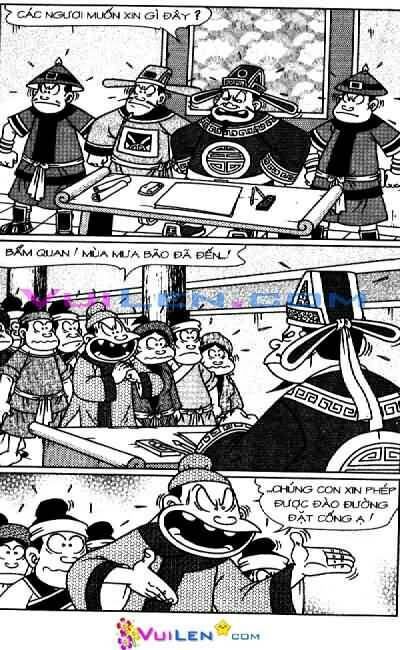 CÁC NGƯƠI MUỐN XIN GÌ ĐÂY ?
BẨM QUAN ! MÙA MƯA BÃO ĐÃ ĐẾN..!
VUILEN.COM
...CHÚNG CON XIN PHÉP
ĐƯỢC ĐÀO ĐƯỜNG
ĐẶT CỐNG Ạ !
VUILEN.COM